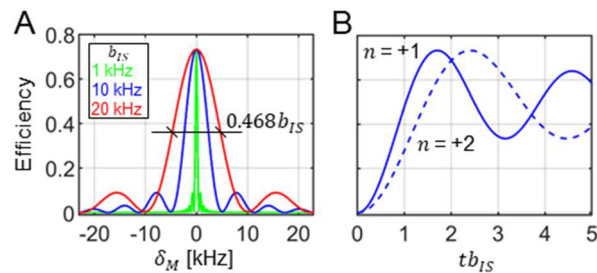 A
B
Efficiency
0.8
0.6
0.4
0.2
0
b_IS
1 kHz
10 kHz
20 kHz
0.468b_IS
-20 -10 0 10 20
δ_M [kHz]
n = +1
n = +2
0 1 2 3 4 5
tb_IS